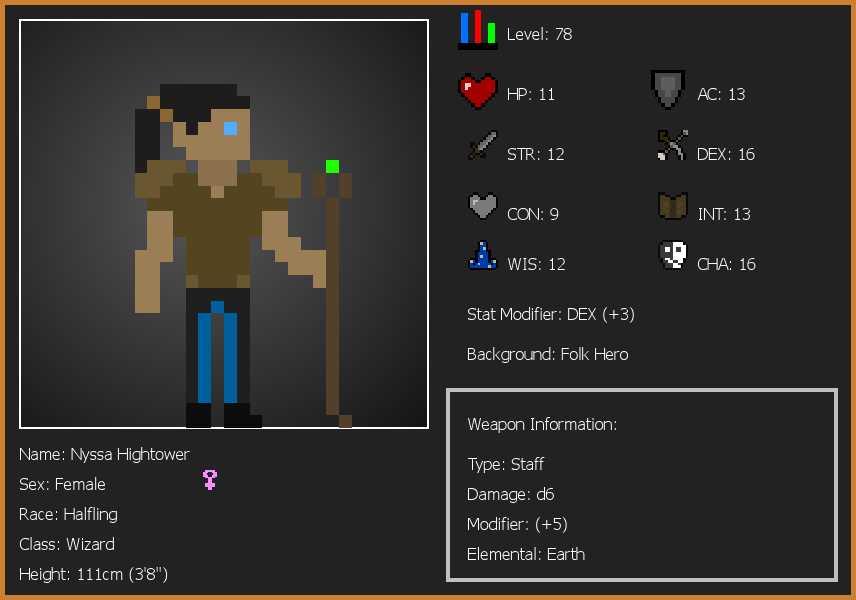 Level: 78
HP: 11
AC: 13
STR: 12
DEX: 16
CON: 9
INT: 13
WIS: 12
CHA: 16
Stat Modifier: DEX (+3)
Background: Folk Hero
Weapon Information:
Type: Staff
Damage: d6
Modifier: (+5)
Elemental: Earth
Name: Nyssa Hightower
Sex: Female
Race: Halfling
Class: Wizard
Height: 111cm (3'8")